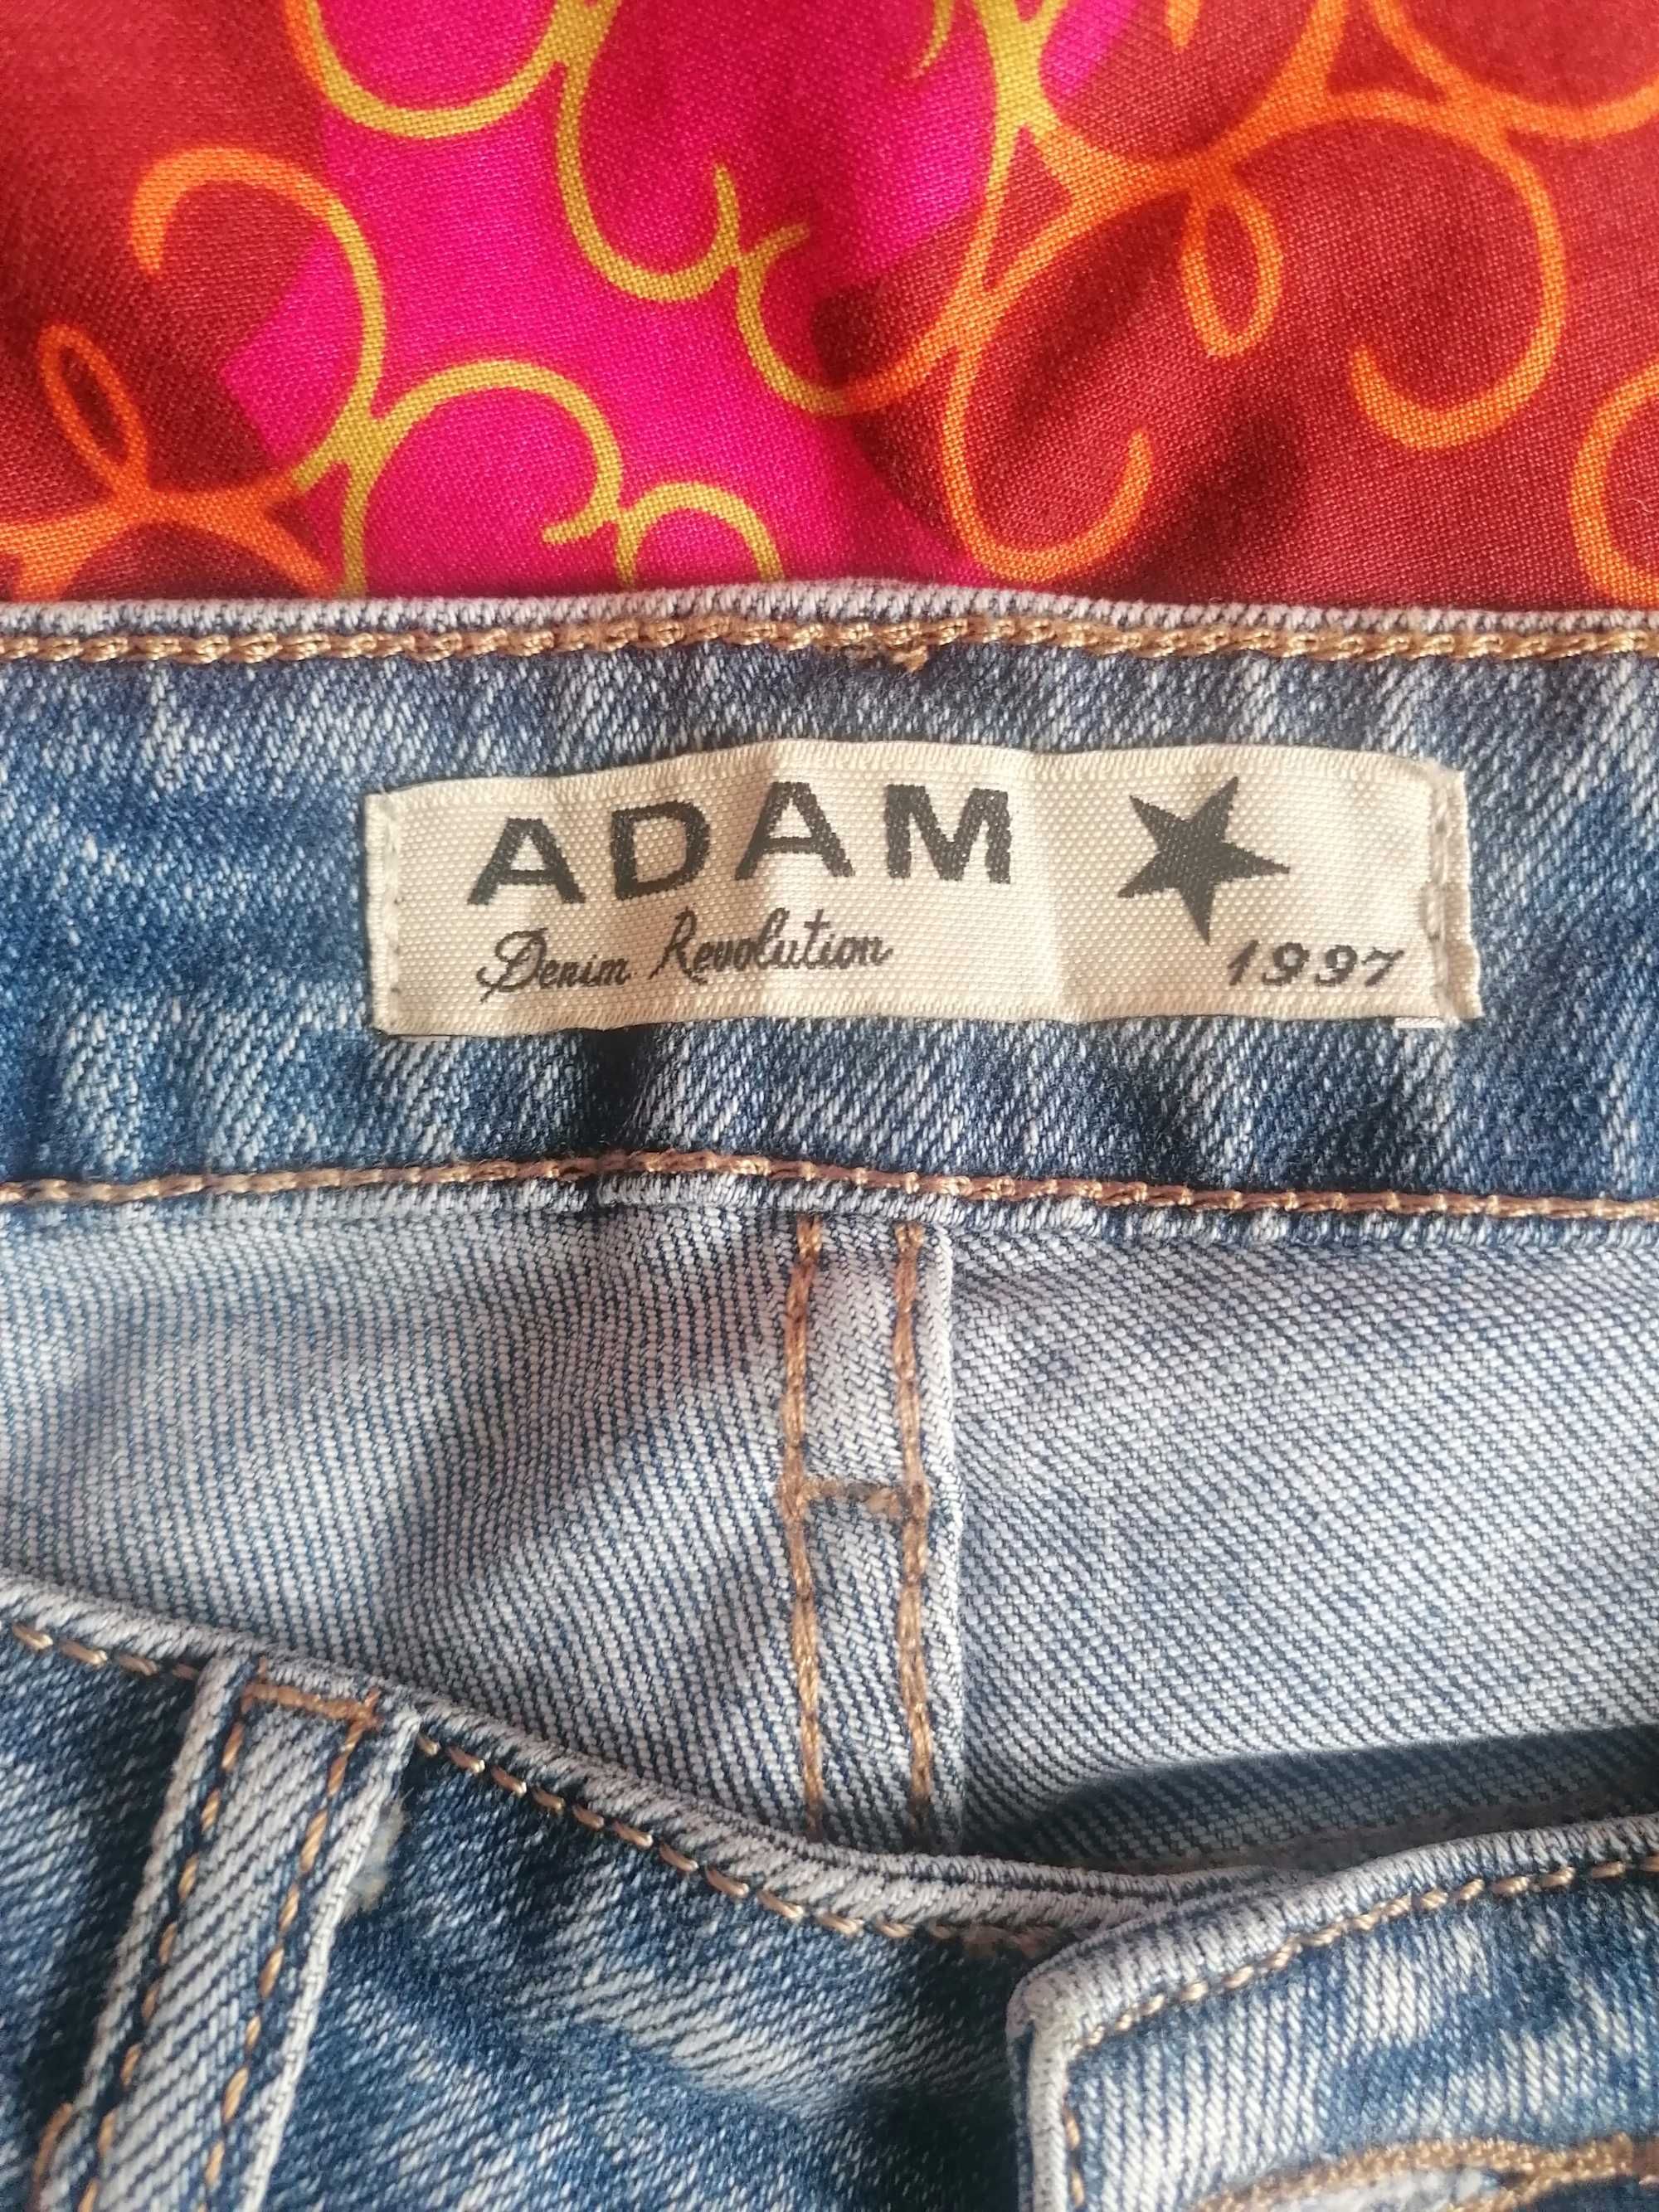 ADAM ★
Denim Revolution 1997